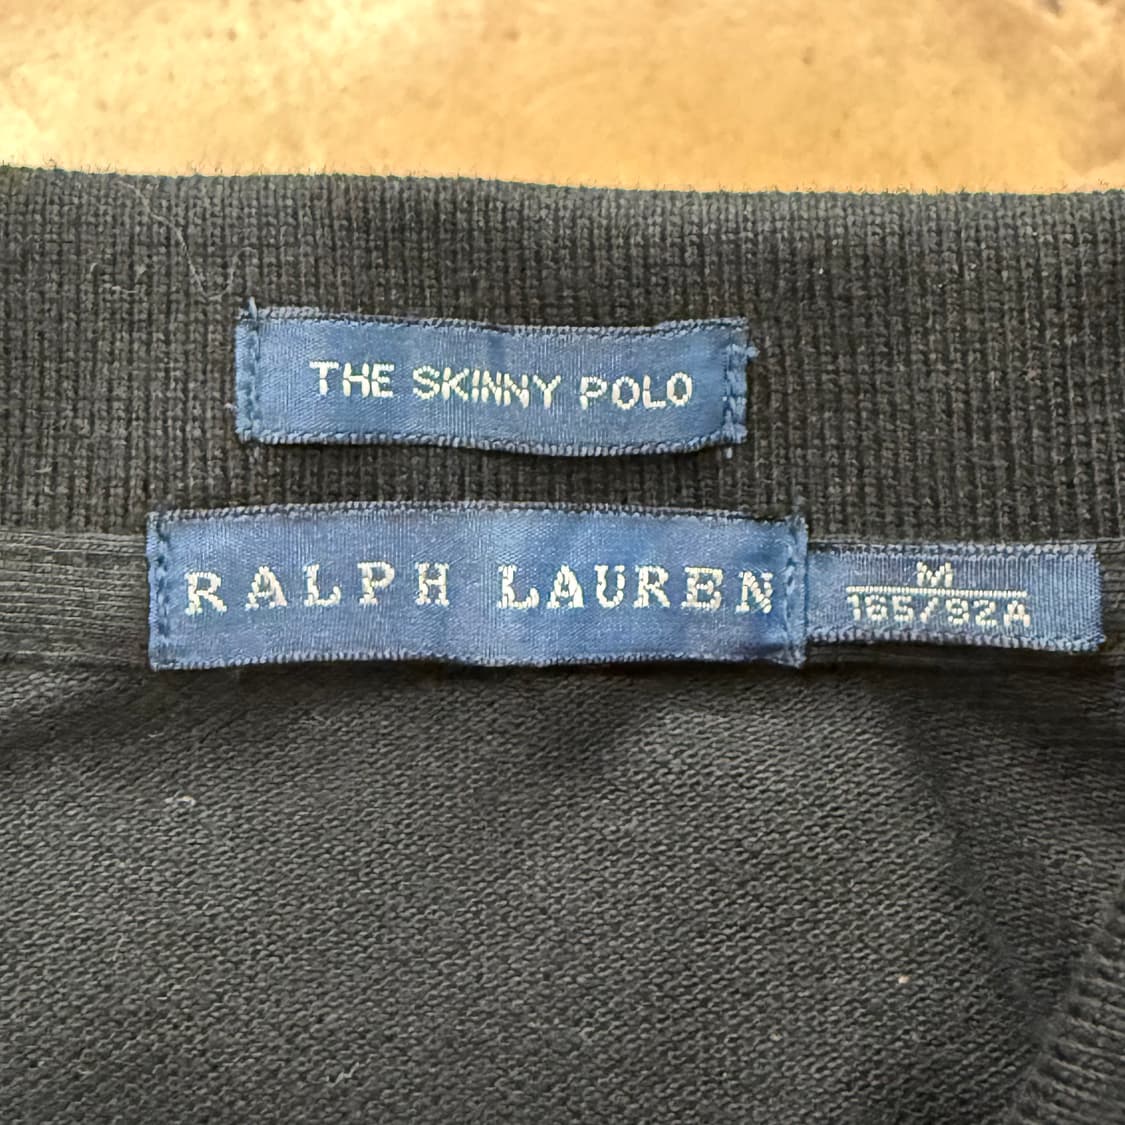 THE SKINNY POLO
RALPH LAUREN
M
165/92A